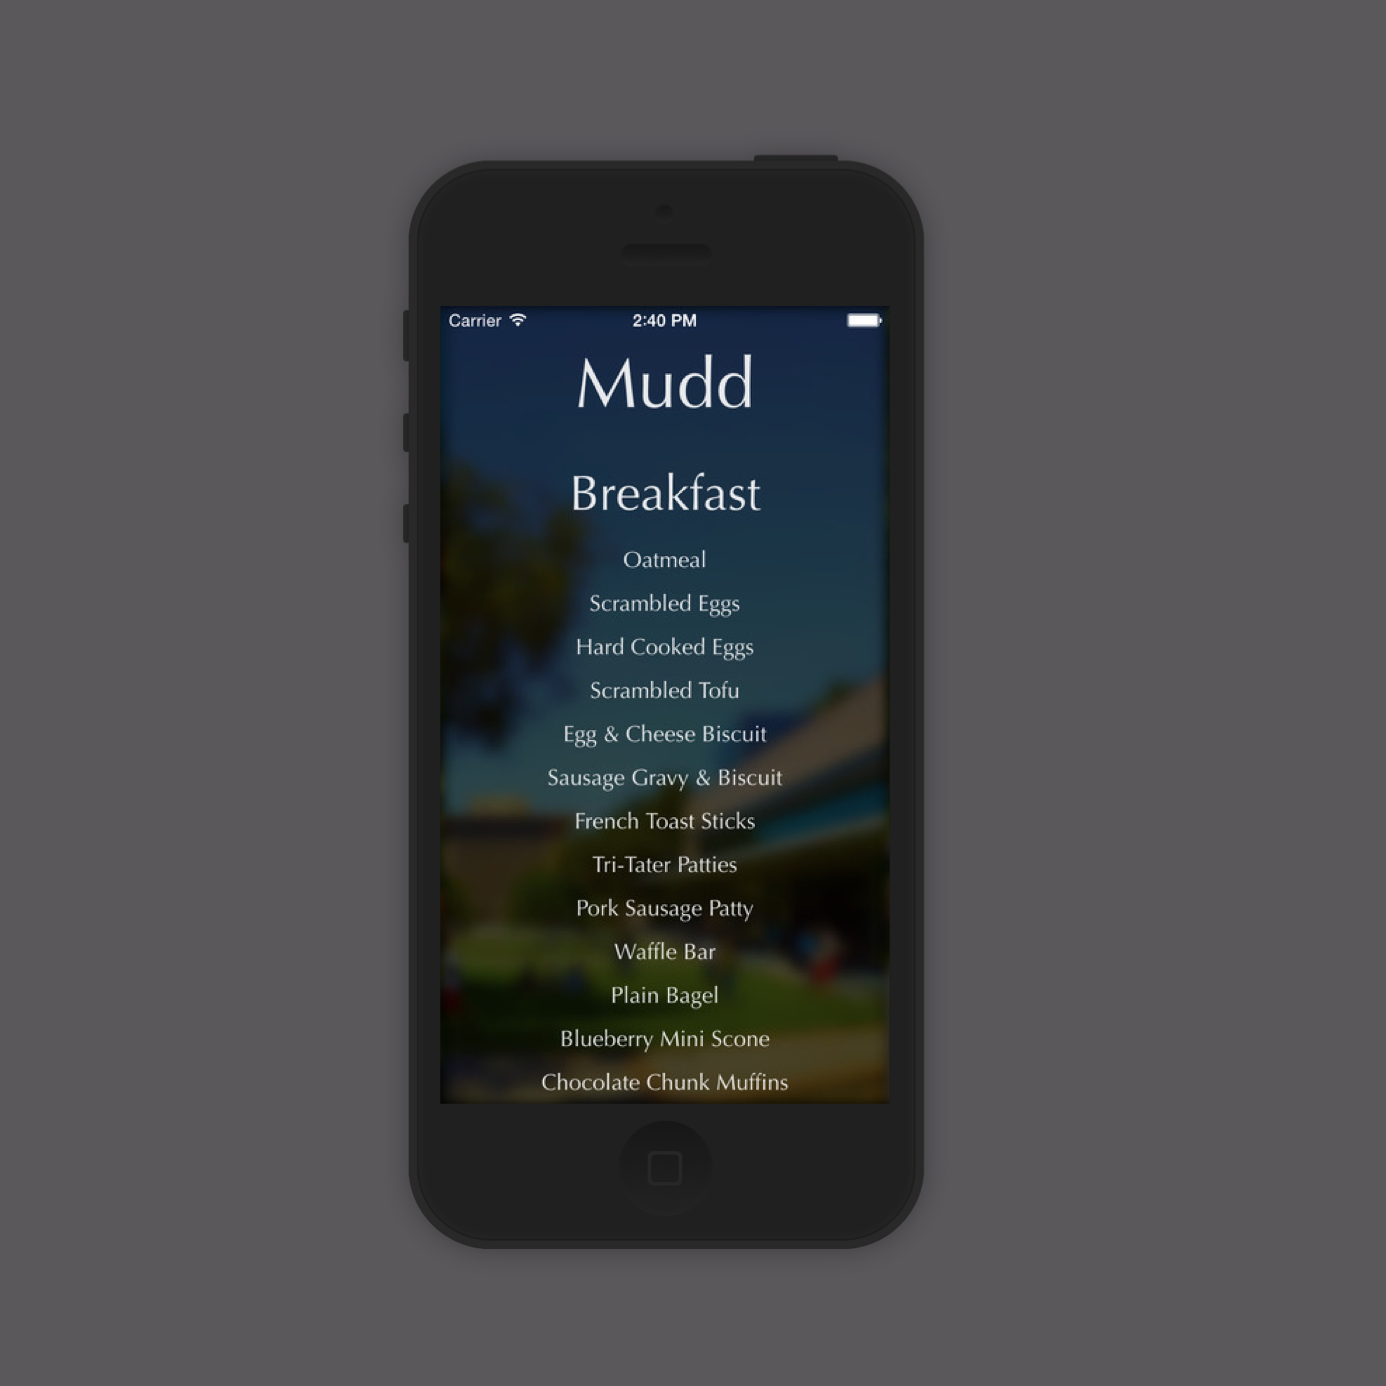 Carrier 2:40 PM
Mudd
Breakfast
Oatmeal
Scrambled Eggs
Hard Cooked Eggs
Scrambled Tofu
Egg & Cheese Biscuit
Sausage Gravy & Biscuit
French Toast Sticks
Tri-Tater Patties
Pork Sausage Patty
Waffle Bar
Plain Bagel
Blueberry Mini Scone
Chocolate Chunk Muffins